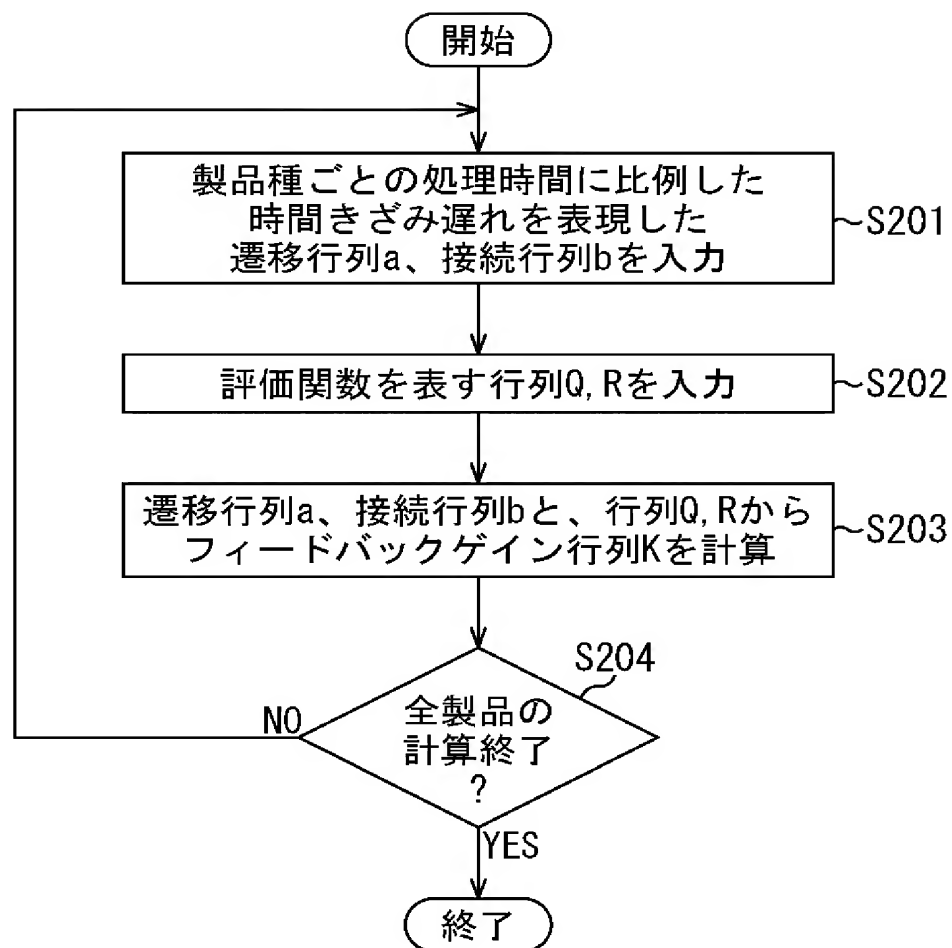 開始
製品種ごとの処理時間に比例した
時間きざみ遅れを表現した
遷移行列a、接続行列bを入力
～S201
評価関数を表す行列Q,Rを入力
～S202
遷移行列a、接続行列bと、行列Q,Rから
フィードバックゲイン行列Kを計算
～S203
S204
全製品の
計算終了
?
NO
YES
終了